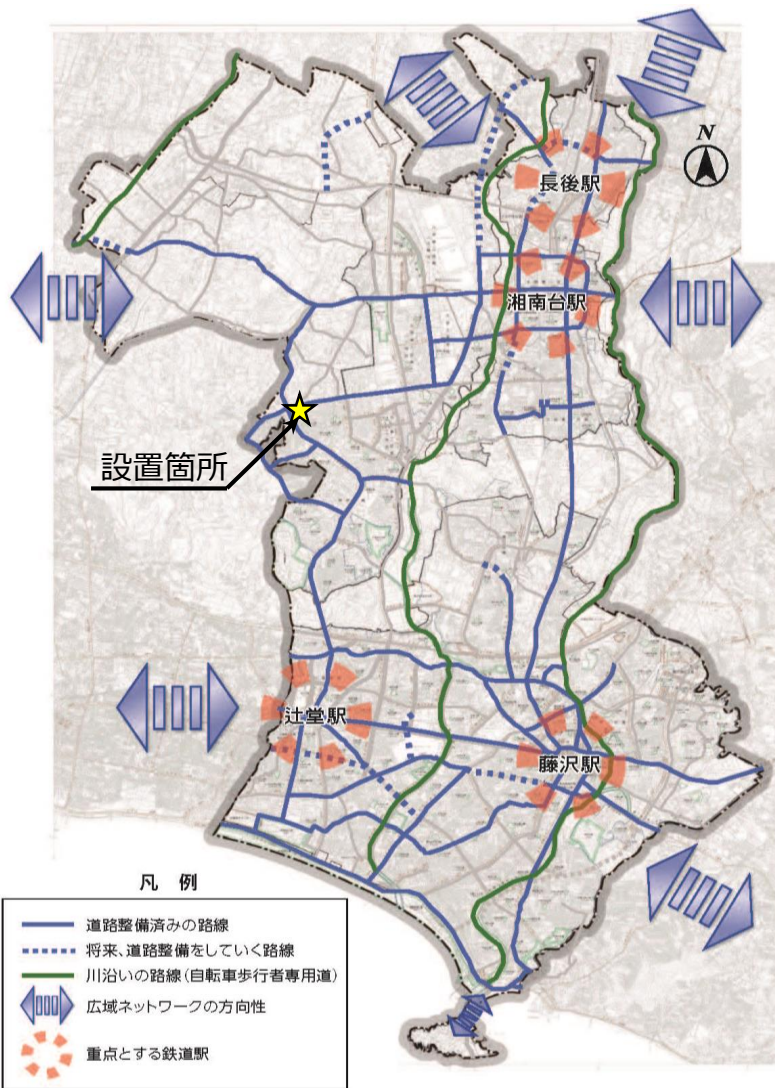 N
長後駅
湘南台駅
設置箇所
辻堂駅
藤沢駅
凡 例
道路整備済みの路線
将来、道路整備をしていく路線
川沿いの路線(自転車歩行者専用道)
広域ネットワークの方向性
重点とする鉄道駅